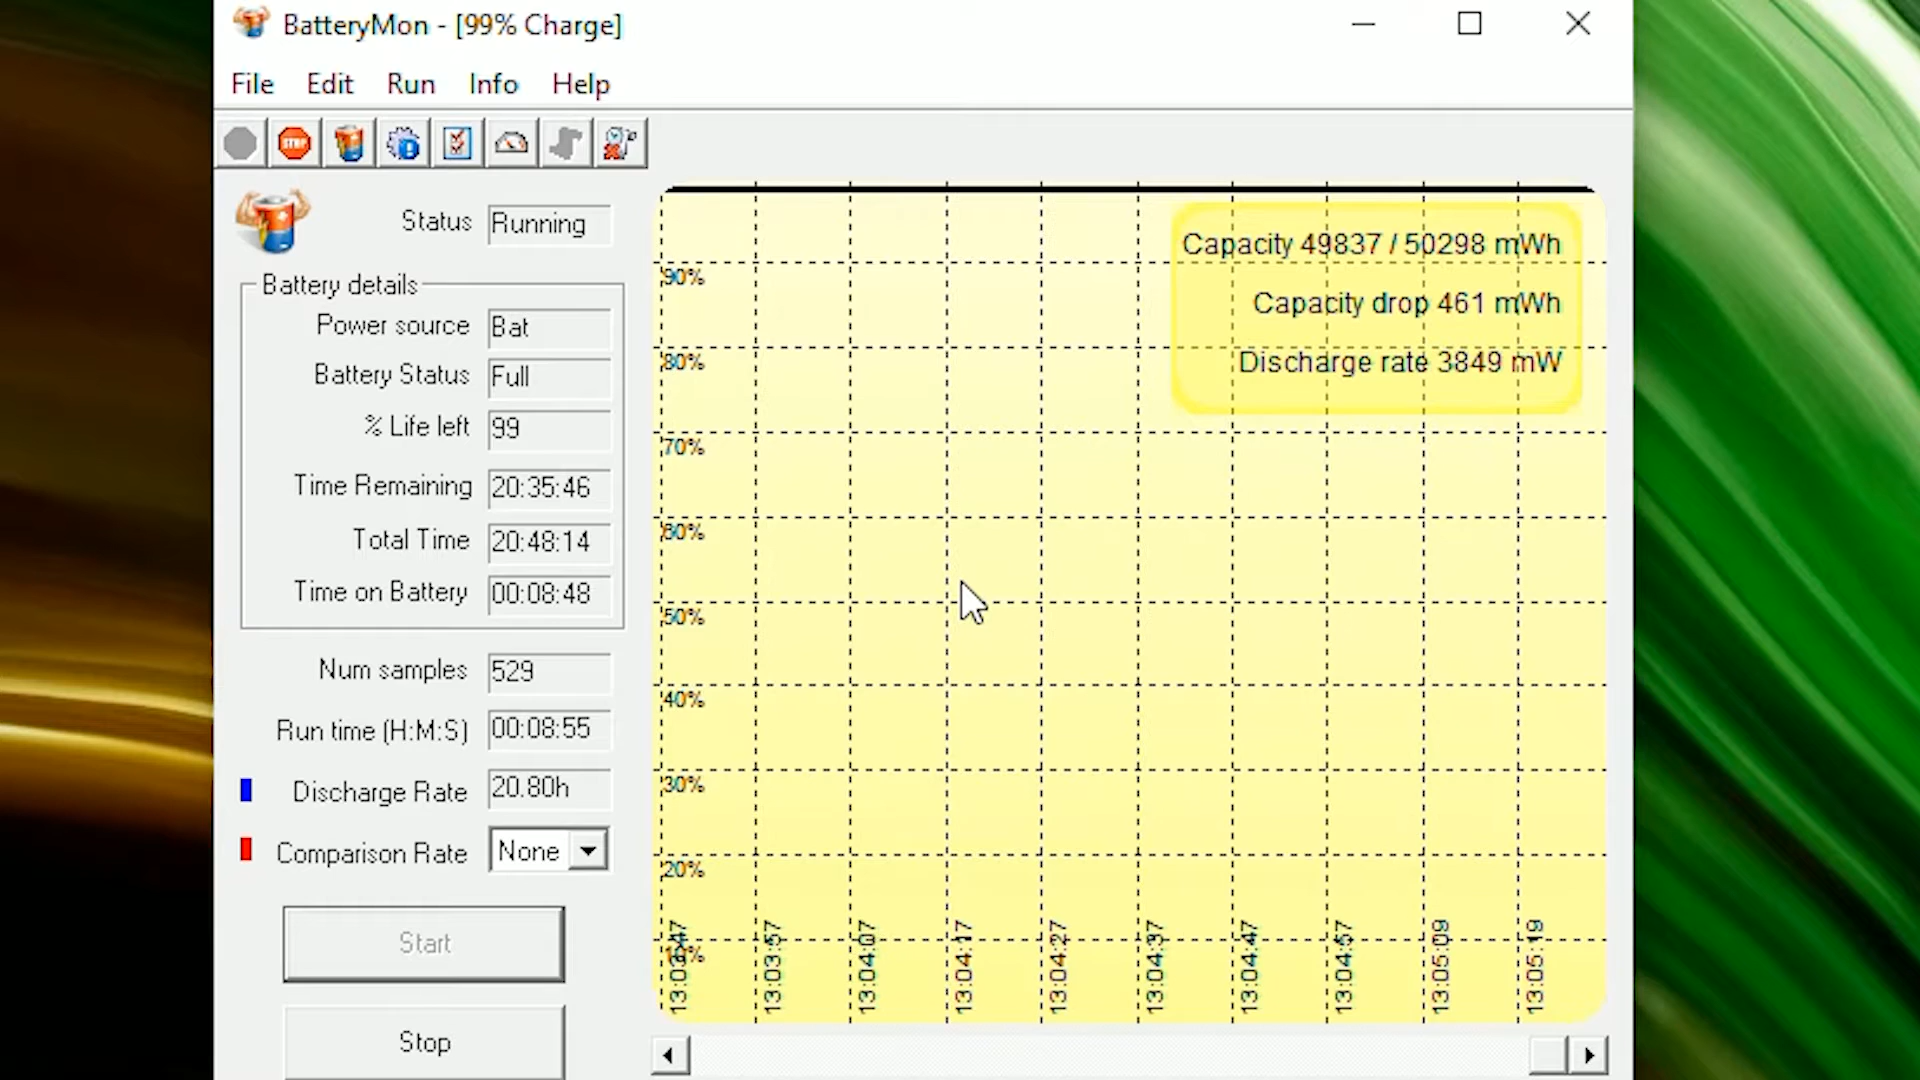 BatteryMon - [99% Charge]
File Edit Run Info Help
STOP
Status Running
Battery details
Power source Bat
Battery Status Full
% Life left 99
Time Remaining 20:35:46
Total Time 20:48:14
Time on Battery 00:08:48
Num samples 529
Run time (H:M:S) 00:08:55
Discharge Rate 20.80h
Comparison Rate None
Start
Stop
Capacity 49837 / 50298 mWh
Capacity drop 461 mWh
Discharge rate 3849 mW
90%
80%
70%
60%
50%
40%
30%
20%
10%
13:03:47
13:03:57
13:04:07
13:04:17
13:04:27
13:04:37
13:04:47
13:04:57
13:05:09
13:05:19